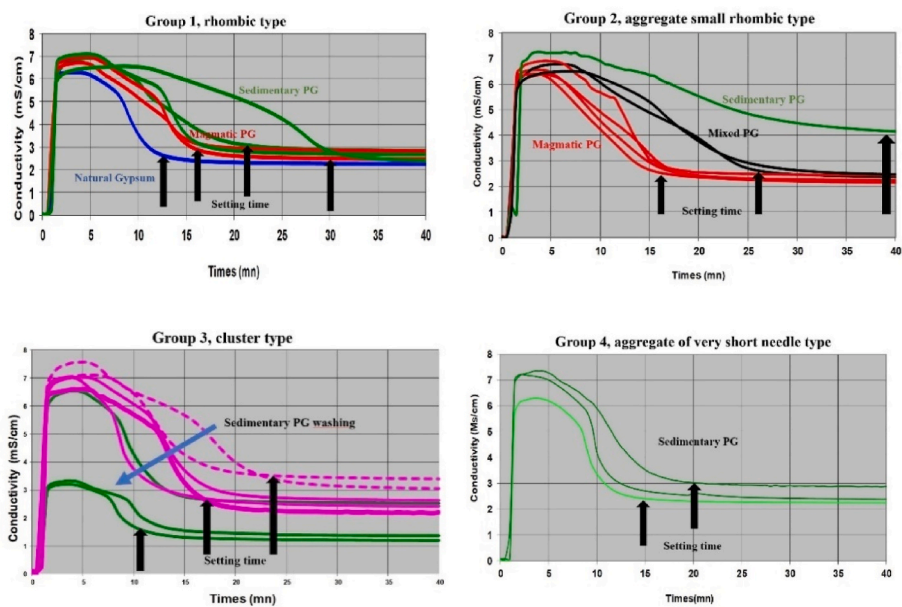 Group 1, rhombic type
Conductivity (mS/cm)
8
7
6
5
4
3
2
1
0
Sedimentary PG
Magmatic PG
Natural Gypsum
Setting time
0 5 10 15 20 25 30 35 40
Times (mn)
Group 2, aggregate small rhombic type
Conductivity (mS/cm)
8
7
6
5
4
3
2
1
0
Sedimentary PG
Mixed PG
Magmatic PG
Setting time
0 5 10 15 20 25 30 35 40
Times (mn)
Group 3, cluster type
Conductivity (mS/cm)
8
7
6
5
4
3
2
1
0
Sedimentary PG washing
Setting time
0 5 10 15 20 25 30 35 40
Times (mn)
Group 4, aggregate of very short needle type
Conductivity (Ms/cm)
8
7
6
5
4
3
2
1
0
Sedimentary PG
Setting time
0 5 10 15 20 25 30 35 40
Times(mn)